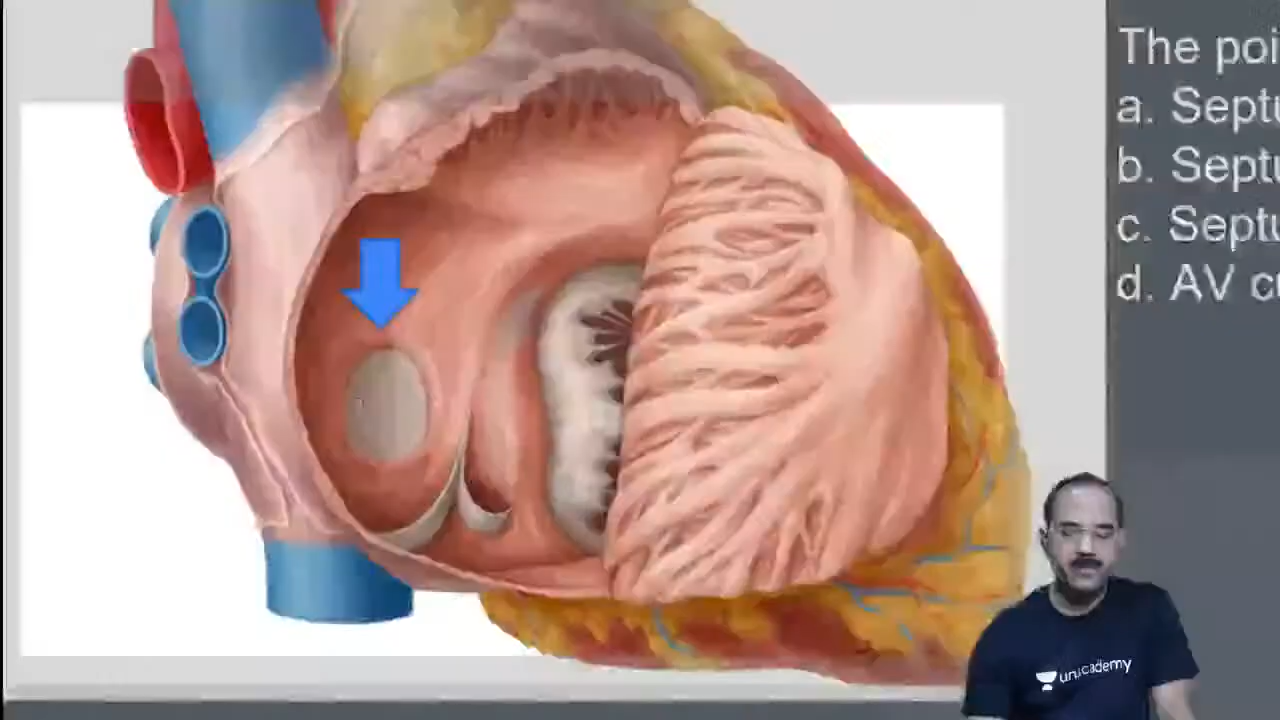 The poi
a. Septu
b. Septu
c. Septu
d. AV c
unacademy